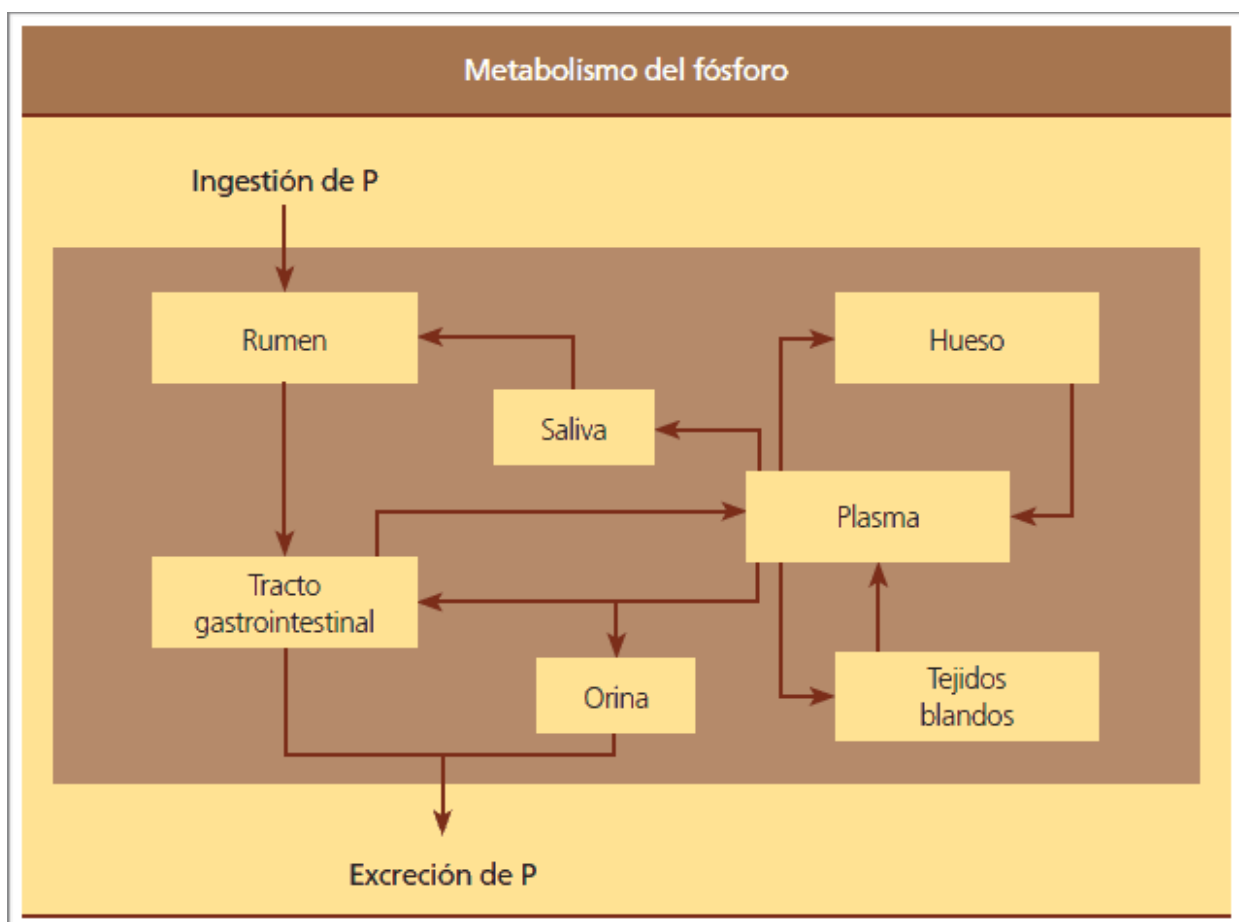 Metabolismo del fósforo
Ingestión de P
Rumen
Hueso
Saliva
Plasma
Tracto
gastrointestinal
Orina
Tejidos
blandos
Excreción de P